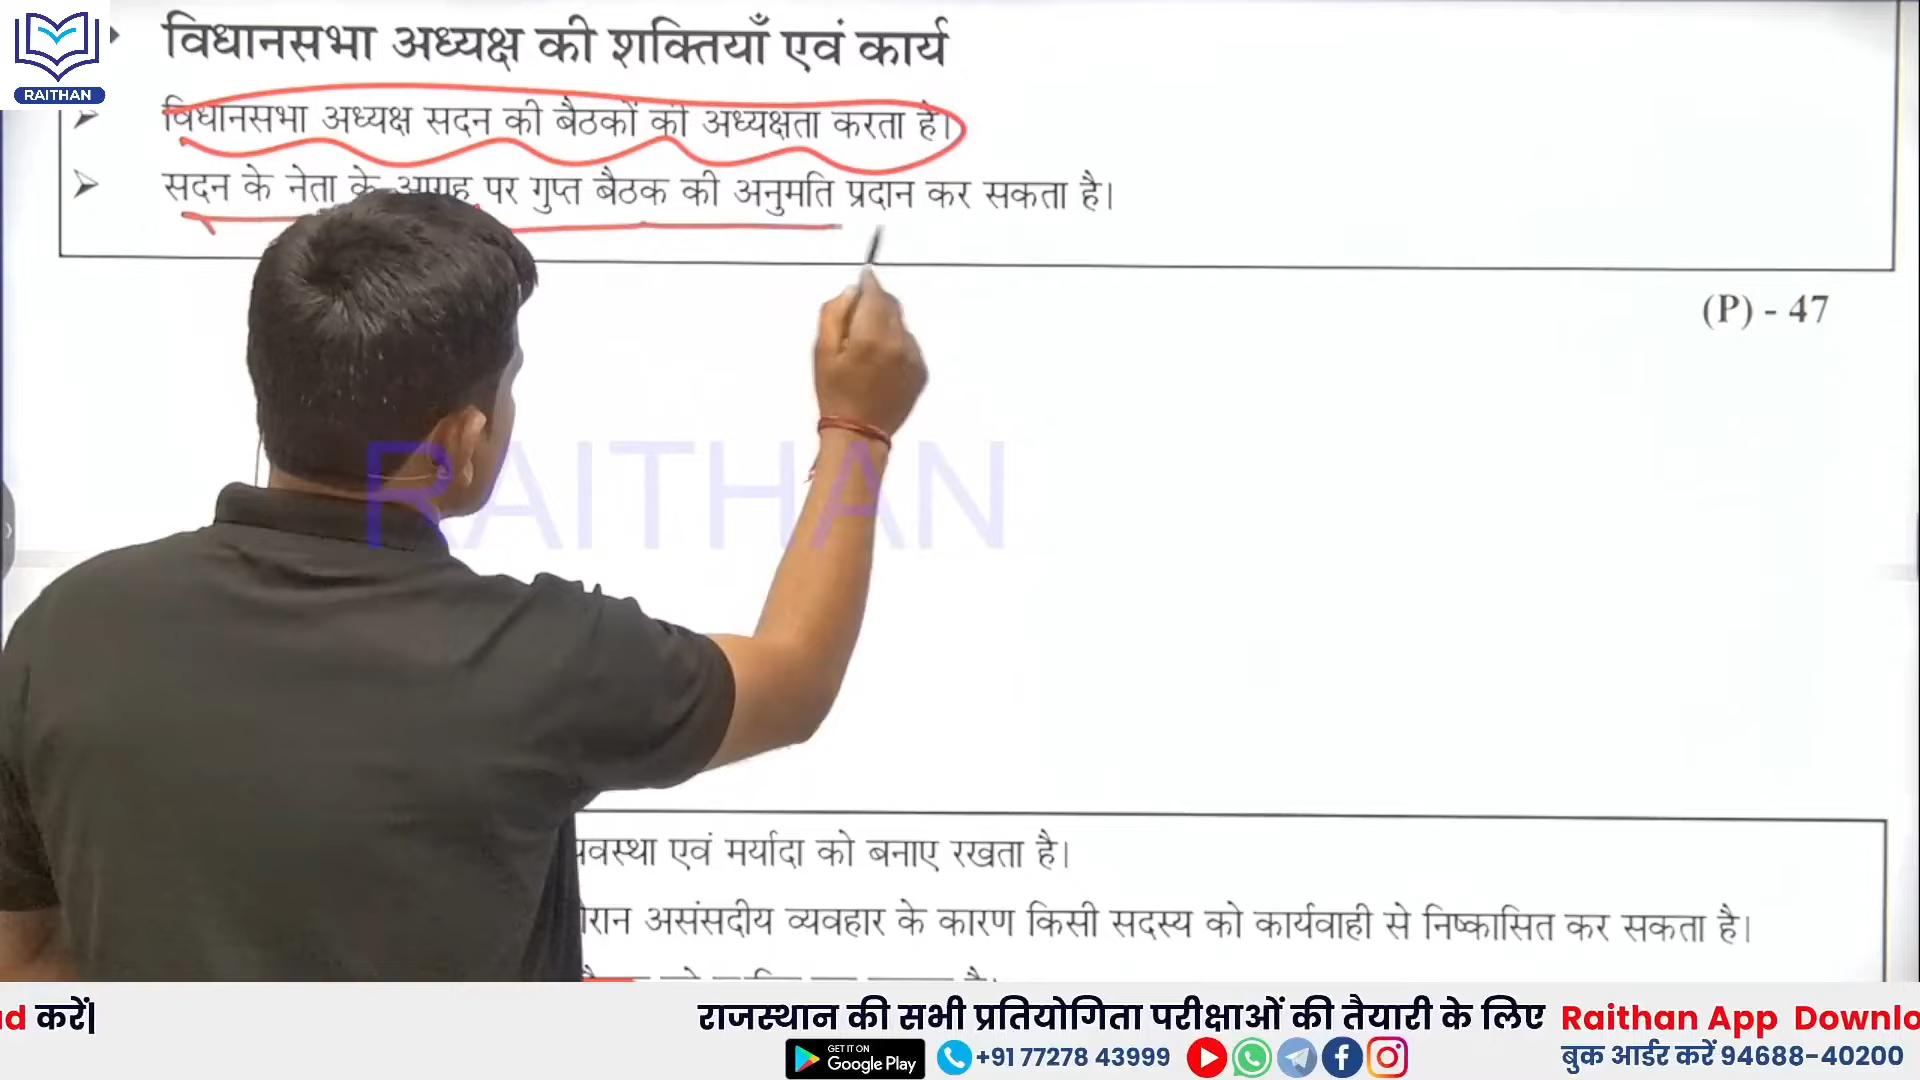 RAITHAN
विधानसभा अध्यक्ष की शक्तियाँ एवं कार्य
विधानसभा अध्यक्ष सदन की बैठकों की अध्यक्षता करता है।
सदन के नेता के आग्रह पर गुप्त बैठक की अनुमति प्रदान कर सकता है।
(P) - 47
RAITHAN
एवं मर्यादा को बनाए रखता है।
असंसदीय व्यवहार के कारण किसी सदस्य को कार्यवाही से निष्कासित कर सकता है।
करें|
राजस्थान की सभी प्रतियोगिता परीक्षाओं की तैयारी के लिए Raithan App
GET IT ON Google Play +91 77278 43999 बुक आर्डर करें 94688-40200